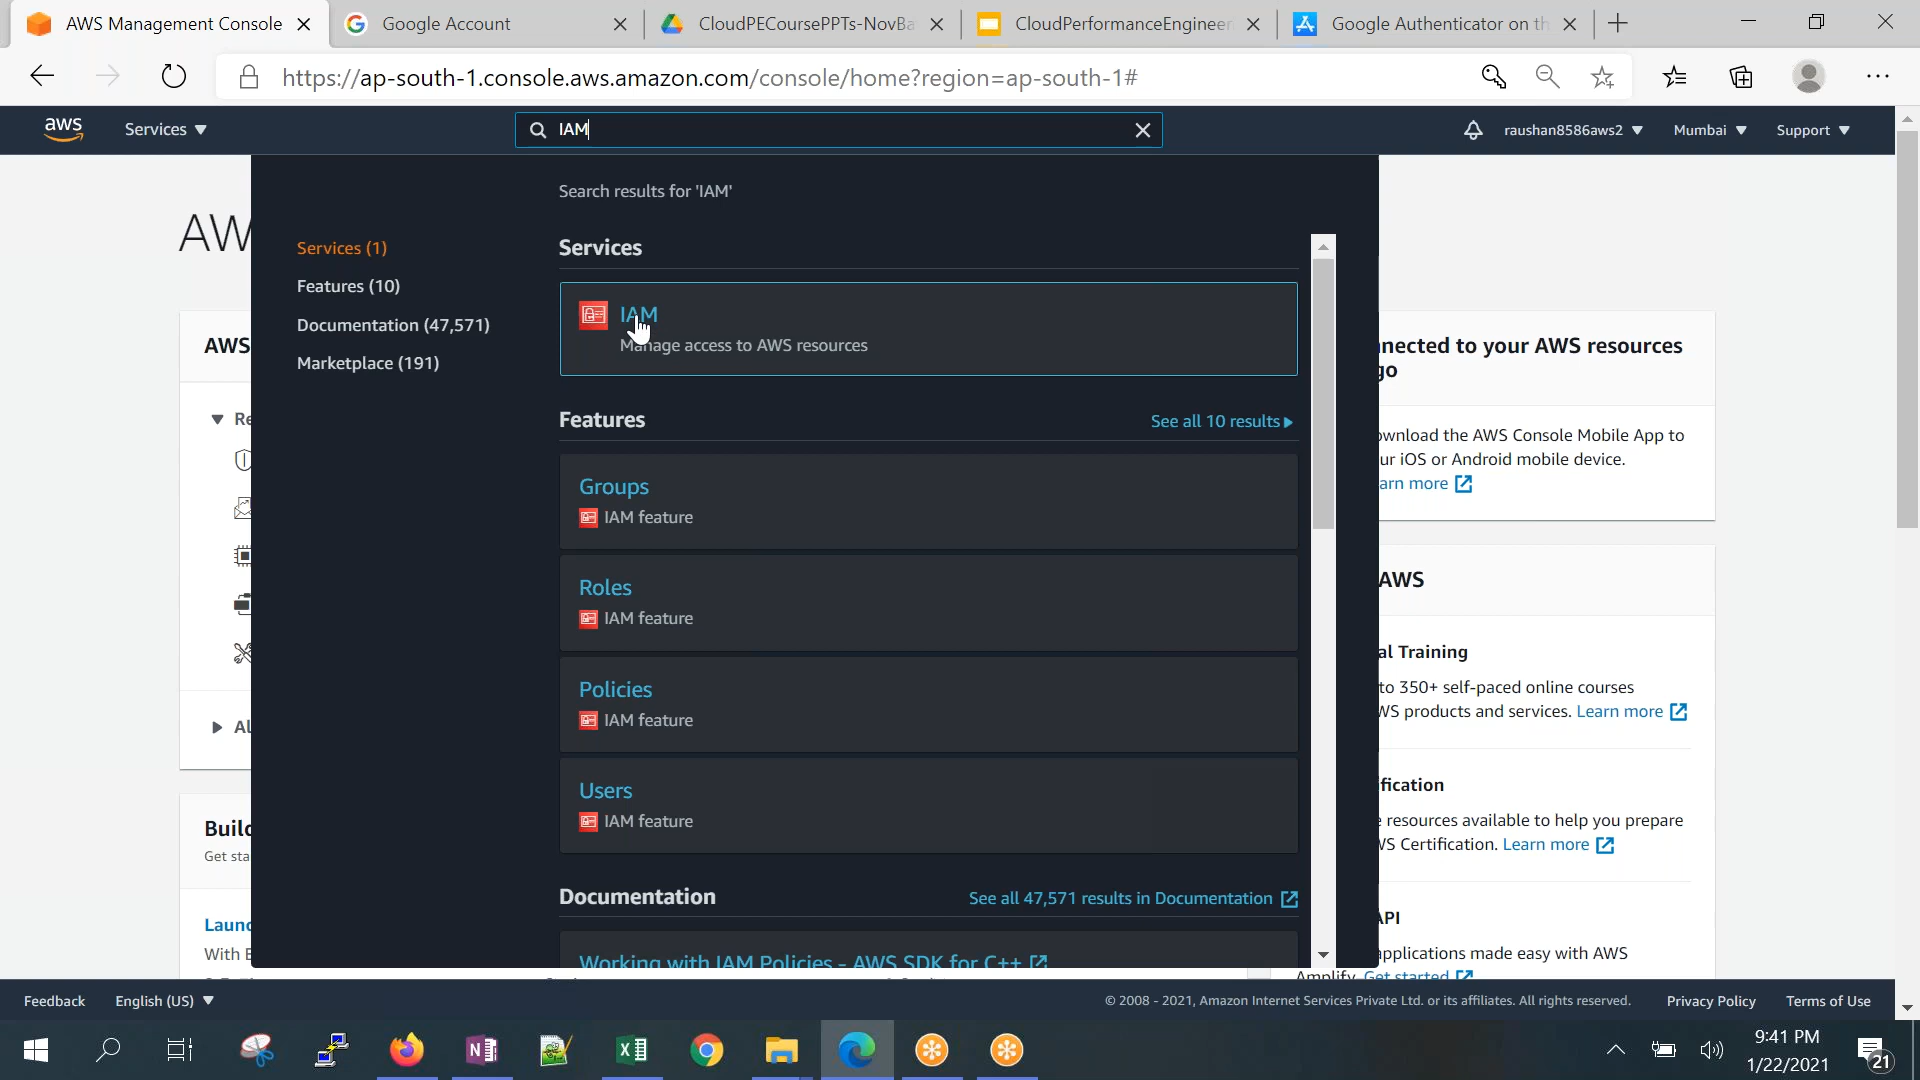 AWS Management Console
Google Account
CloudPECoursePPTs-NovBa
CloudPerformanceEngineer
Google Authenticator on th
https://ap-south-1.console.aws.amazon.com/console/home?region=ap-south-1#
aws
Services
IAM
raushan8586aws2
Mumbai
Support
Search results for 'IAM'
AW
Services (1)
Features (10)
Documentation (47,571)
Marketplace (191)
Services
IAM
Manage access to AWS resources
Features
See all 10 results
Groups
IAM feature
Roles
IAM feature
Policies
IAM feature
Users
IAM feature
Documentation
See all 47,571 results in Documentation
Working with IAM Policies - AWS SDK for C++
AWS
Re
Al
Build
Get sta
Launc
With E
nnected to your AWS resources
go
ownload the AWS Console Mobile App to
ur iOS or Android mobile device.
arn more
AWS
al Training
to 350+ self-paced online courses
WS products and services. Learn more
fication
e resources available to help you prepare
WS Certification. Learn more
API
applications made easy with AWS
Amplify. Get started
Feedback
English (US)
© 2008 - 2021, Amazon Internet Services Private Ltd. or its affiliates. All rights reserved.
Privacy Policy
Terms of Use
9:41 PM
1/22/2021
21